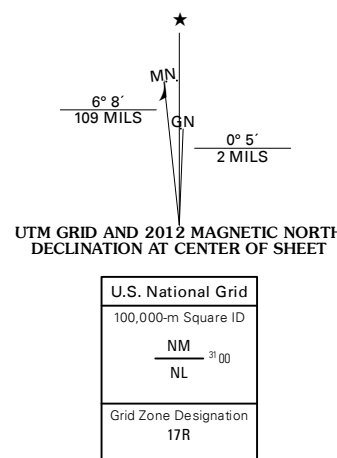 ★
MN
GN
6° 8´
109 MILS
0° 5´
2 MILS
UTM GRID AND 2012 MAGNETIC NORTH
DECLINATION AT CENTER OF SHEET
U.S. National Grid
100,000-m Square ID
NM
31 00
NL
Grid Zone Designation
17R